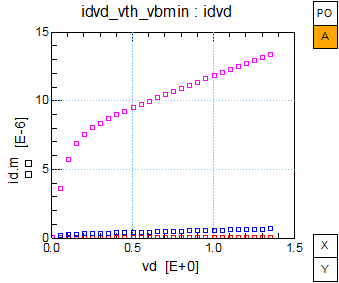 idvd_vth_vbmin : idvd
PO
A
15
10
5
0
id.m [E-6]
0.0
0.5
1.0
1.5
vd [E+0]
X
Y